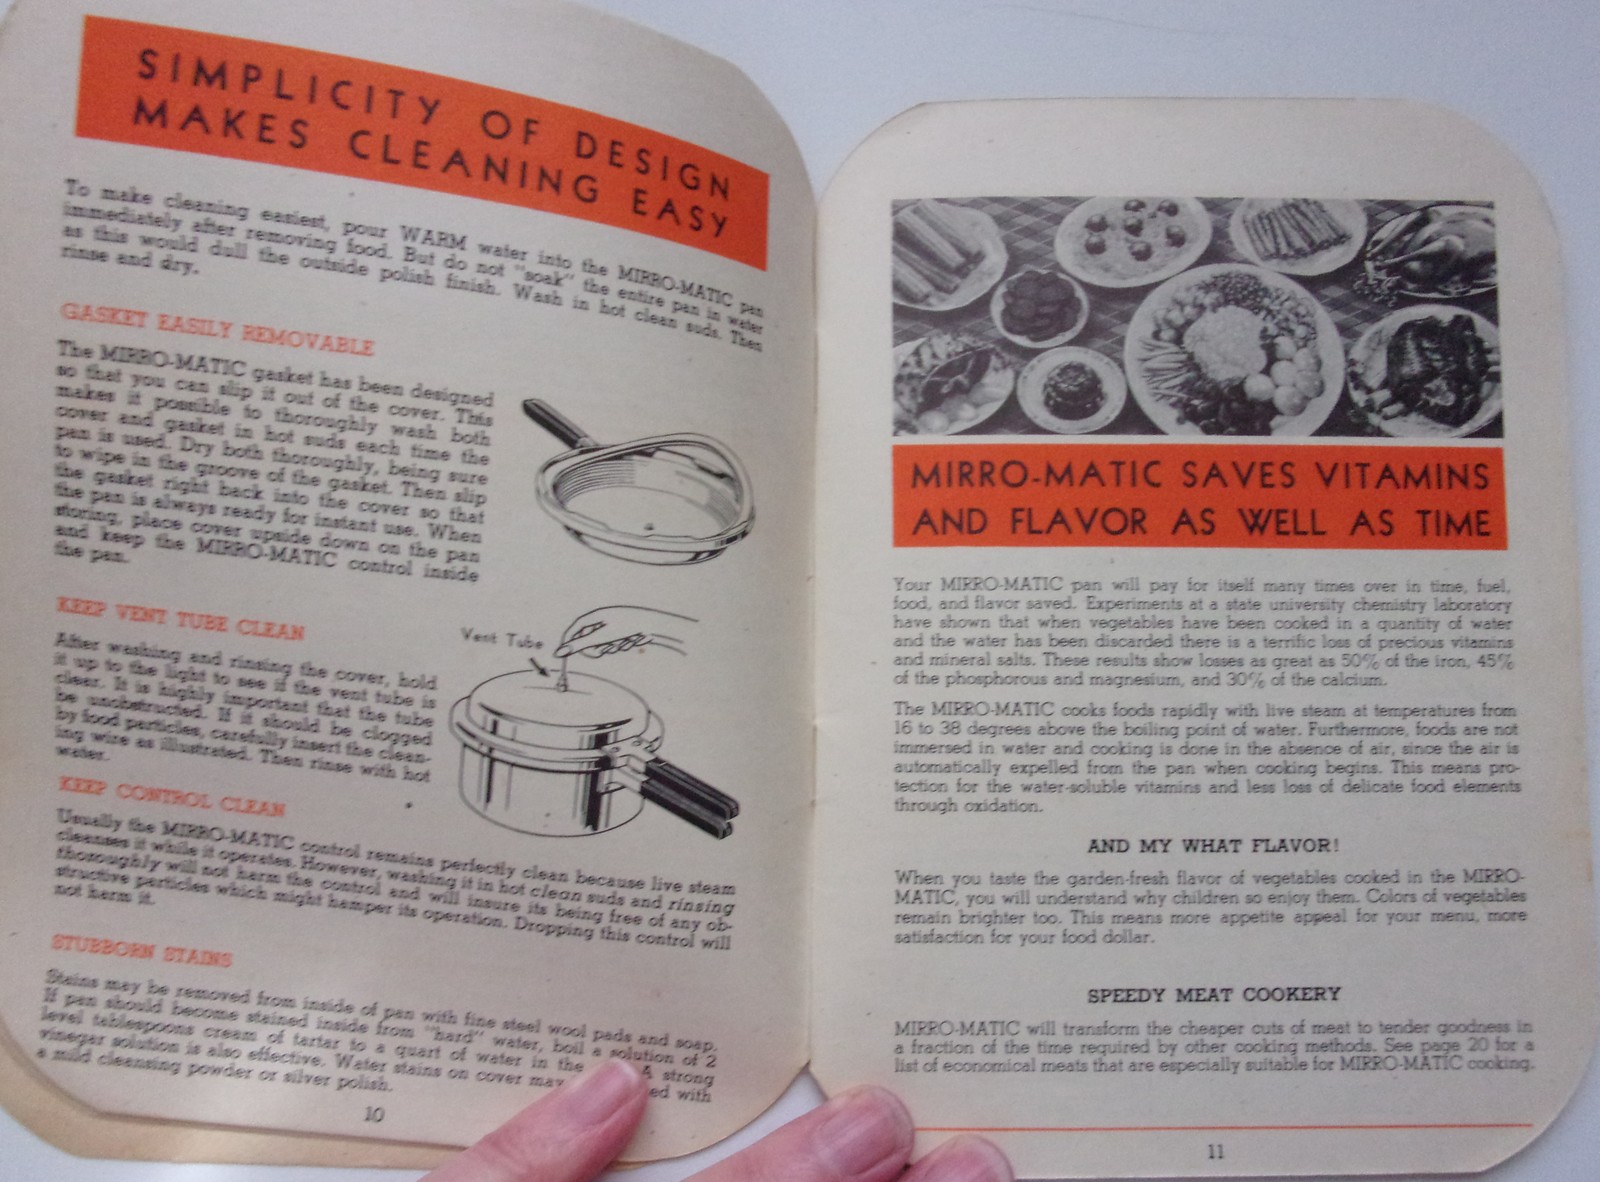 SIMPLICITY OF DESIGN
MAKES CLEANING EASY
To make cleaning easiest, pour WARM water into the MIRRO-MATIC pan
immediately after removing food. But do not "soak" the entire pan in water
as this would dull the outside polish finish. Wash in hot clean suds. Then
rinse and dry.
GASKET EASILY REMOVABLE
The MIRRO-MATIC gasket has been designed
so that you can slip it out of the cover. This
makes it possible to thoroughly wash both
cover and gasket in hot suds each time the
pan is used. Dry both thoroughly, being sure
to wipe in the groove of the gasket. Then slip
the gasket right back into the cover so that
the pan is always ready for instant use. When
storing, place cover upside down on the pan
and keep the MIRRO-MATIC control inside
the pan.
KEEP VENT TUBE CLEAN
Vent Tube
After washing and rinsing the cover, hold
it up to the light to see if the vent tube is
clear. It is highly important that the tube
be unobstructed. If it should be clogged
by food particles, carefully insert the clean-
ing wire as illustrated. Then rinse with hot
water.
KEEP CONTROL CLEAN
Usually the MIRRO-MATIC control remains perfectly clean because live steam
cleanses it while it operates. However, washing it in hot clean suds and rinsing
thoroughly will not harm the control and will insure its being free of any ob-
structive particles which might hamper its operation. Dropping this control will
not harm it.
STUBBORN STAINS
Stains may be removed from inside of pan with fine steel wool pads and soap.
If pan should become stained inside from "hard" water, boil a solution of 2
level tablespoons cream of tartar to a quart of water in the A strong
vinegar solution is also effective. Water stains on cover may ed with
a mild cleansing powder or silver polish.
10
MIRRO-MATIC SAVES VITAMINS
AND FLAVOR AS WELL AS TIME
Your MIRRO-MATIC pan will pay for itself many times over in time, fuel,
food, and flavor saved. Experiments at a state university chemistry laboratory
have shown that when vegetables have been cooked in a quantity of water
and the water has been discarded there is a terrific loss of precious vitamins
and mineral salts. These results show losses as great as 50% of the iron, 45%
of the phosphorous and magnesium, and 30% of the calcium.
The MIRRO-MATIC cooks foods rapidly with live steam at temperatures from
16 to 38 degrees above the boiling point of water. Furthermore, foods are not
immersed in water and cooking is done in the absence of air, since the air is
automatically expelled from the pan when cooking begins. This means pro-
tection for the water-soluble vitamins and less loss of delicate food elements
through oxidation.
AND MY WHAT FLAVOR!
When you taste the garden-fresh flavor of vegetables cooked in the MIRRO-
MATIC, you will understand why children so enjoy them. Colors of vegetables
remain brighter too. This means more appetite appeal for your menu, more
satisfaction for your food dollar.
SPEEDY MEAT COOKERY
MIRRO-MATIC will transform the cheaper cuts of meat to tender goodness in
a fraction of the time required by other cooking methods. See page 20 for a
list of economical meats that are especially suitable for MIRRO-MATIC cooking.
11